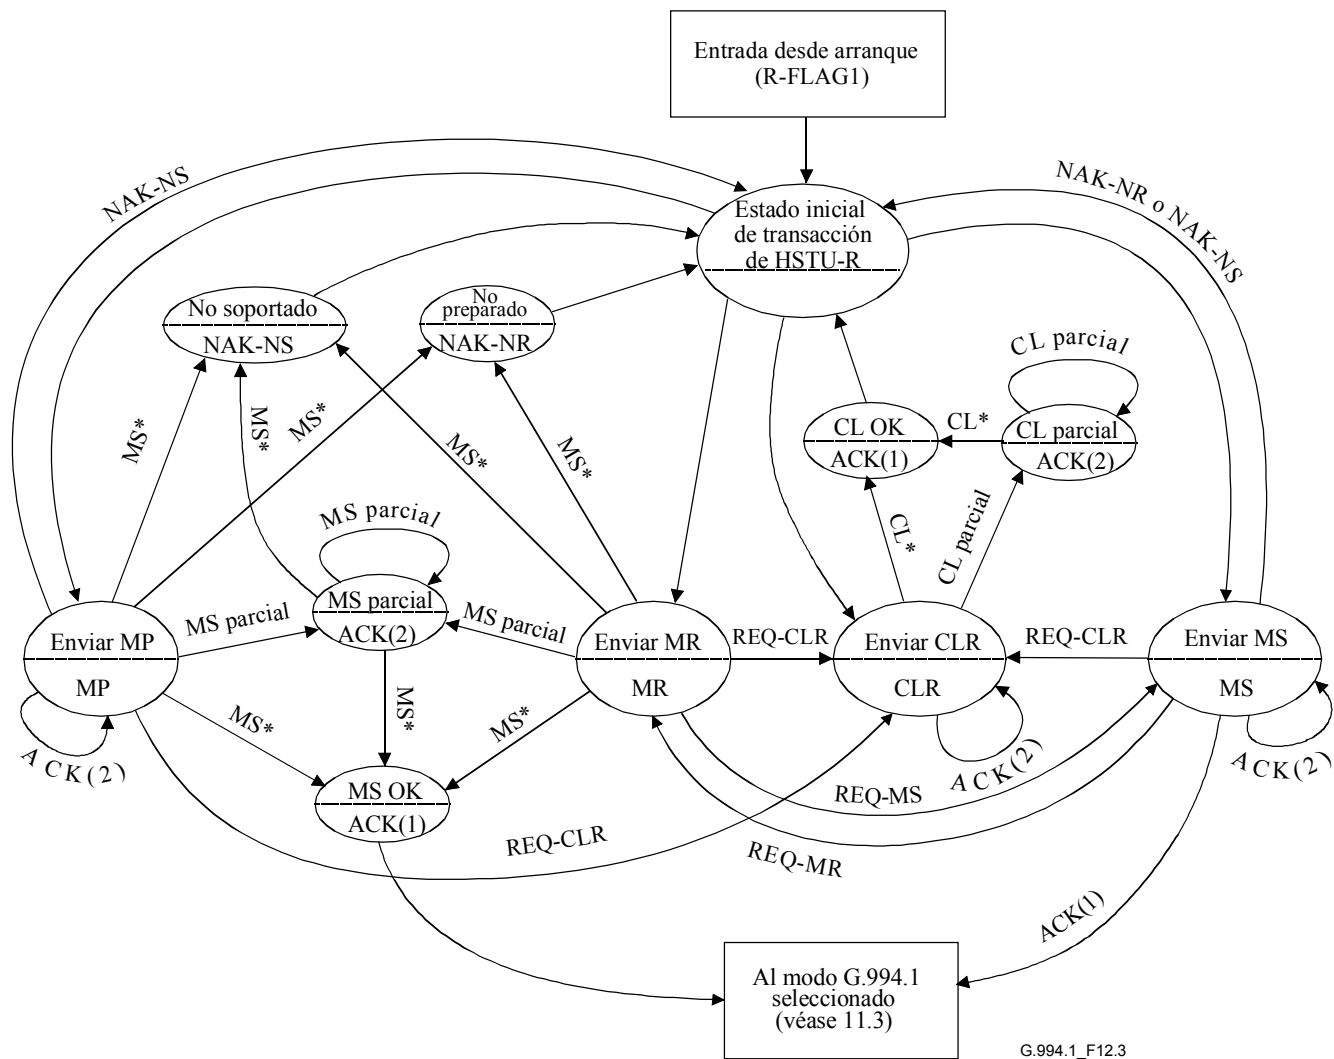 Entrada desde arranque
(R-FLAG1)
NAK-NS
NAK-NR o NAK-NS
Estado inicial
de transacción
de HSTU-R
No soportado
NAK-NS
No
preparado
NAK-NR
CL parcial
CL OK
ACK(1)
CL*
CL parcial
ACK(2)
MS*
MS*
MS*
MS*
MS*
MS parcial
CL*
CL parcial
MS parcial
ACK(2)
Enviar MP
MP
MS parcial
MS parcial
Enviar MR
MR
REQ-CLR
Enviar CLR
CLR
REQ-CLR
Enviar MS
MS
ACK(2)
MS*
MS*
MS*
ACK(2)
ACK(2)
MS OK
ACK(1)
REQ-MS
REQ-CLR
REQ-MR
ACK(1)
Al modo G.994.1
seleccionado
(véase 11.3)
G.994.1_F12.3